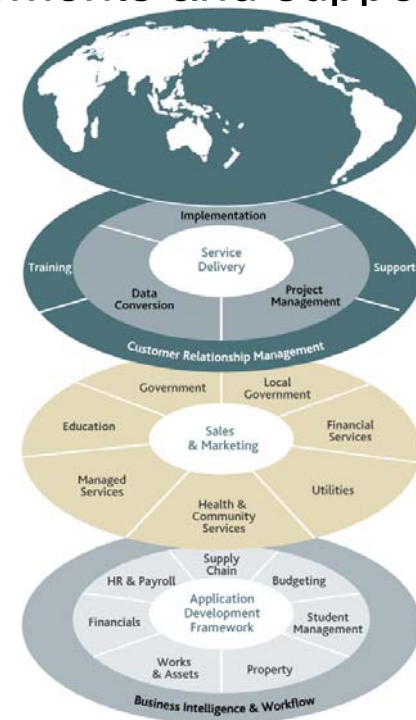 Implementation
Service
Delivery
Training
Support
Data
Conversion
Project
Management
Customer Relationship Management
Government
Local
Government
Education
Sales
& Marketing
Financial
Services
Managed
Services
Utilities
Health &
Community
Services
Supply
Chain
HR & Payroll
Budgeting
Application
Development
Framework
Financials
Student
Management
Works
& Assets
Property
Business Intelligence & Workflow